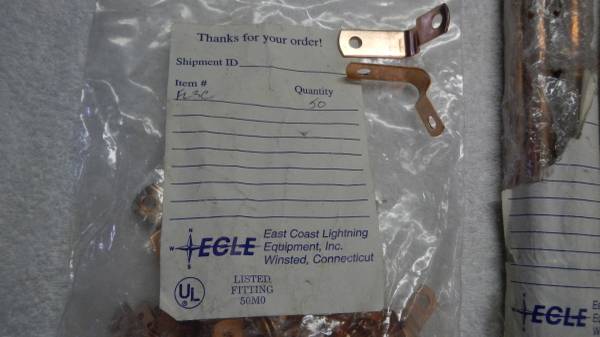 Thanks for your order!
Shipment ID
Item #
Quantity
50
N
W
S
ECLE
East Coast Lightning
Equipment, Inc.
Winsted, Connecticut
UL
LISTED
FITTING
50M0
ECLE